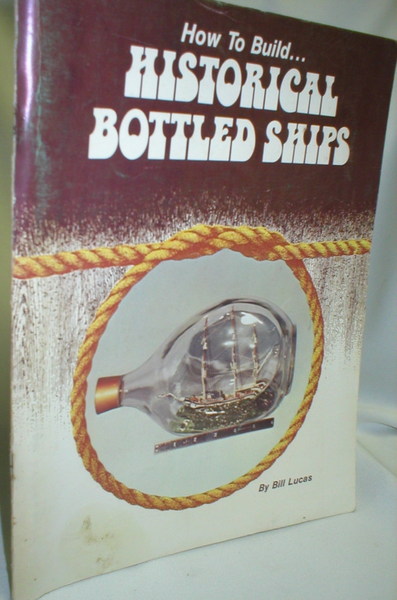 How To Build...
HISTORICAL
BOTTLED SHIPS
By Bill Lucas